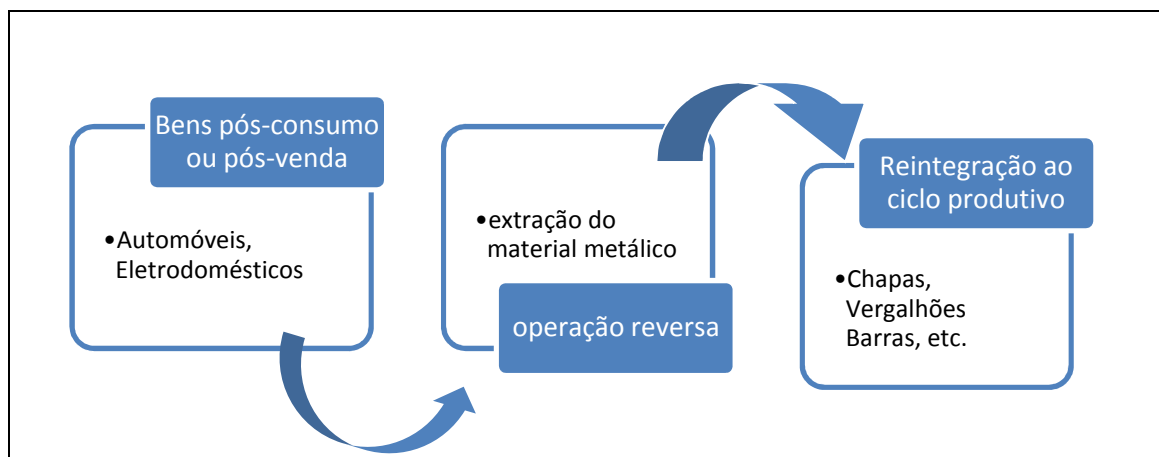 Bens pós-consumo
ou pós-venda
•Automóveis,
Eletrodomésticos
•extração do
material metálico
operação reversa
Reintegração ao
ciclo produtivo
•Chapas,
Vergalhões
Barras, etc.